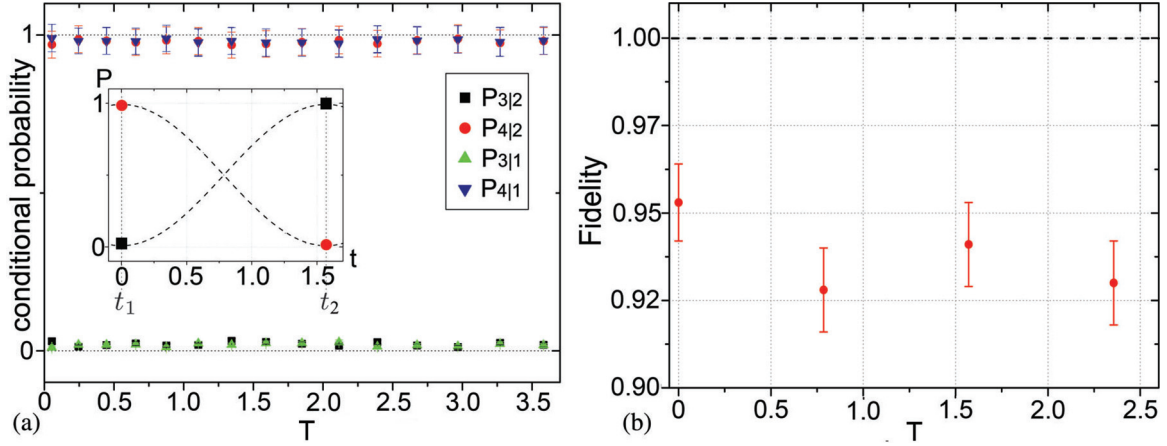 conditional probability
1
0
P
1
0
0 0.5 1.0 1.5 t
t₁ t₂
P₃|₂
P₄|₂
P₃|₁
P₄|₁
0 0.5 1.0 1.5 2.0 2.5 3.0 3.5
(a) T
Fidelity
1.00
0.97
0.95
0.92
0.90
0 0.5 1.0 1.5 2.0 2.5
(b) T